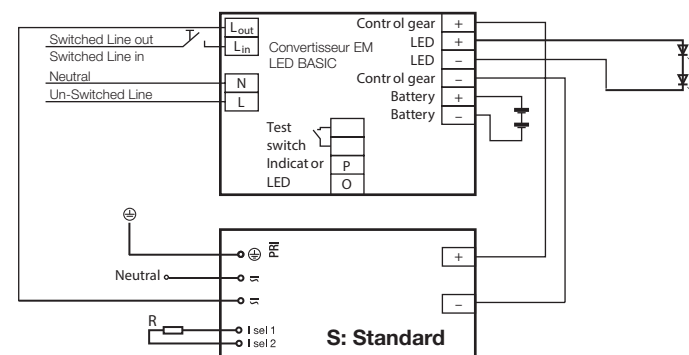 Switched Line out
Switched Line in
Neutral
Un-Switched Line
Lout
Lin
N
L
Convertisseur EM
LED BASIC
Control gear +
LED +
LED –
Control gear –
Battery +
Battery –
Test
switch
Indicator
LED
P
O
PRI
Neutral
R
I sel 1
I sel 2
+
–
S: Standard